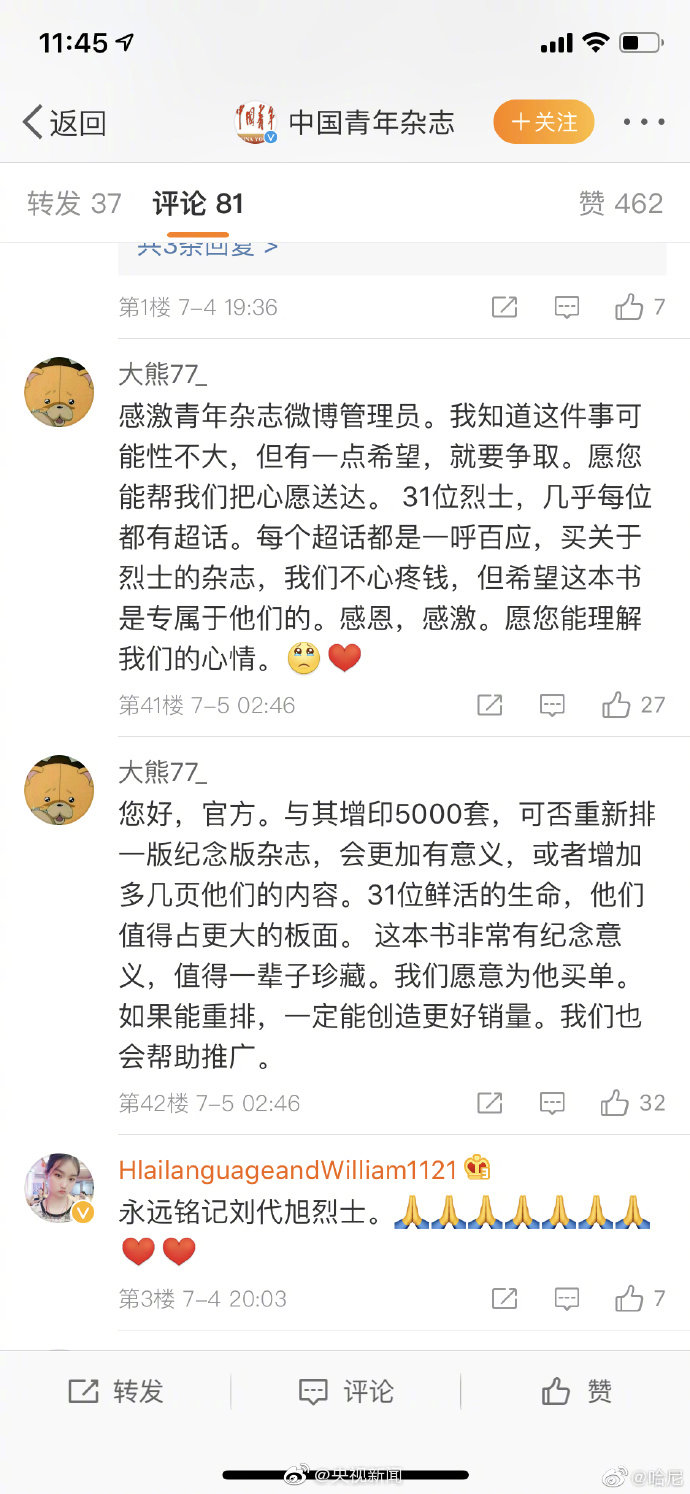 11:45
返回
中国青年杂志
+关注
转发 37
评论 81
赞 462
共3条回复 >
第1楼 7-4 19:36
7
大熊77_
感激青年杂志微博管理员。我知道这件事可
能性不大，但有一点希望，就要争取。愿您
能帮我们把心愿送达。 31位烈士，几乎每位
都有超话。每个超话都是一呼百应，买关于
烈士的杂志，我们不心疼钱，但希望这本书
是专属于他们的。感恩，感激。愿您能理解
我们的心情。🥺❤️
第41楼 7-5 02:46
27
大熊77_
您好，官方。与其增印5000套，可否重新排
一版纪念版杂志，会更加有意义，或者增加
多几页他们的内容。31位鲜活的生命，他们
值得占更大的板面。 这本书非常有纪念意
义，值得一辈子珍藏。我们愿意为他买单。
如果能重排，一定能创造更好销量。我们也
会帮助推广。
第42楼 7-5 02:46
32
HlailanguageandWilliam1121
永远铭记刘代旭烈士。🙏🙏🙏🙏🙏🙏🙏
❤️❤️
第3楼 7-4 20:03
7
转发
评论
赞
@央视新闻
@哈尼